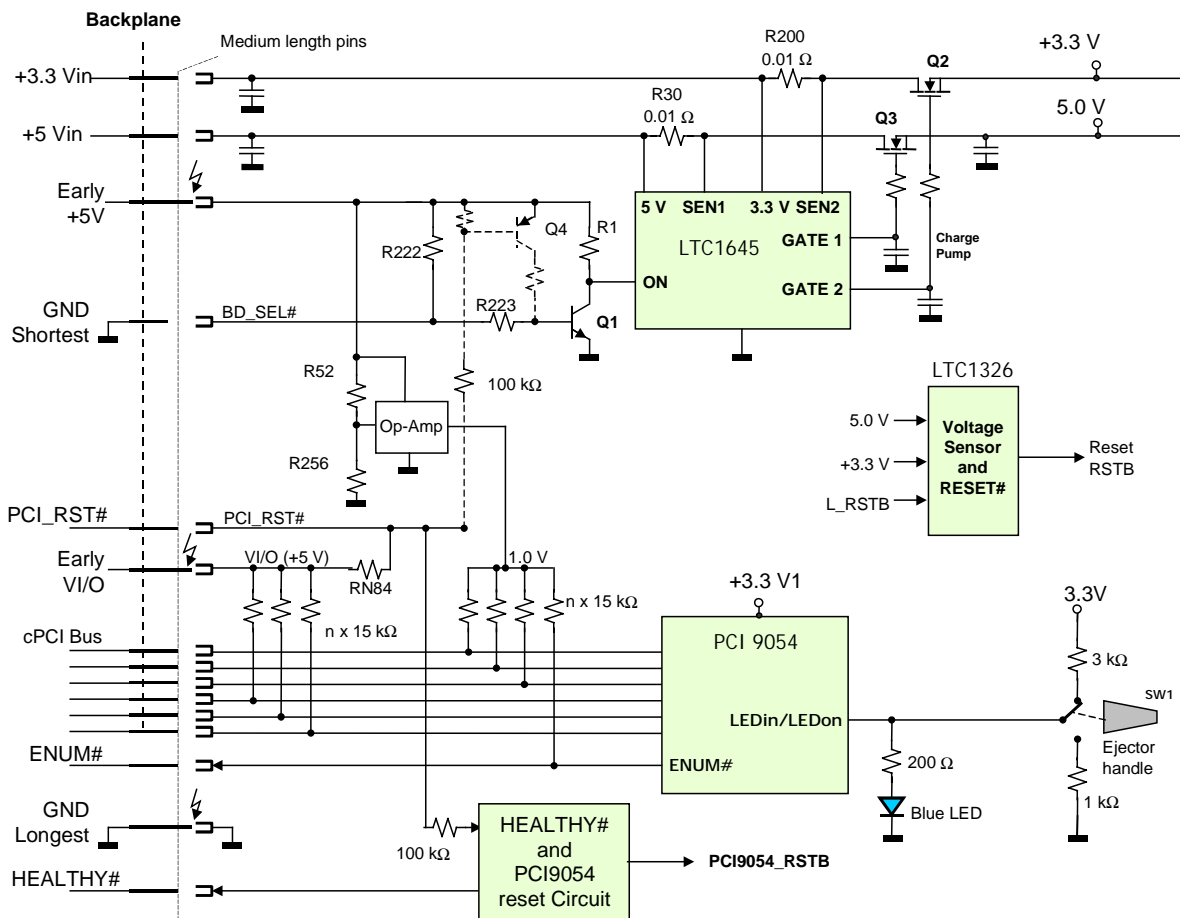 Backplane
Medium length pins
+3.3 Vin
+5 Vin
Early
+5V
GND
Shortest
BD_SEL#
R222
R223
Q4
R1
Q1
R30
0.01 Ω
R200
0.01 Ω
Q2
Q3
+3.3 V
5.0 V
5 V SEN1 3.3 V SEN2
LTC1645
GATE 1
GATE 2
ON
Charge
Pump
R52
R256
Op-Amp
100 kΩ
LTC1326
5.0 V
+3.3 V
L_RSTB
Voltage
Sensor
and
RESET#
Reset
RSTB
PCI_RST#
PCI_RST#
Early
VI/O
VI/O (+5 V)
RN84
1.0 V
n x 15 kΩ
n x 15 kΩ
cPCI Bus
+3.3 V1
PCI 9054
LEDin/LEDon
ENUM#
3.3V
3 kΩ
SW1
Ejector
handle
1 kΩ
200 Ω
Blue LED
ENUM#
GND
Longest
HEALTHY#
100 kΩ
HEALTHY#
and
PCI9054
reset Circuit
PCI9054_RSTB